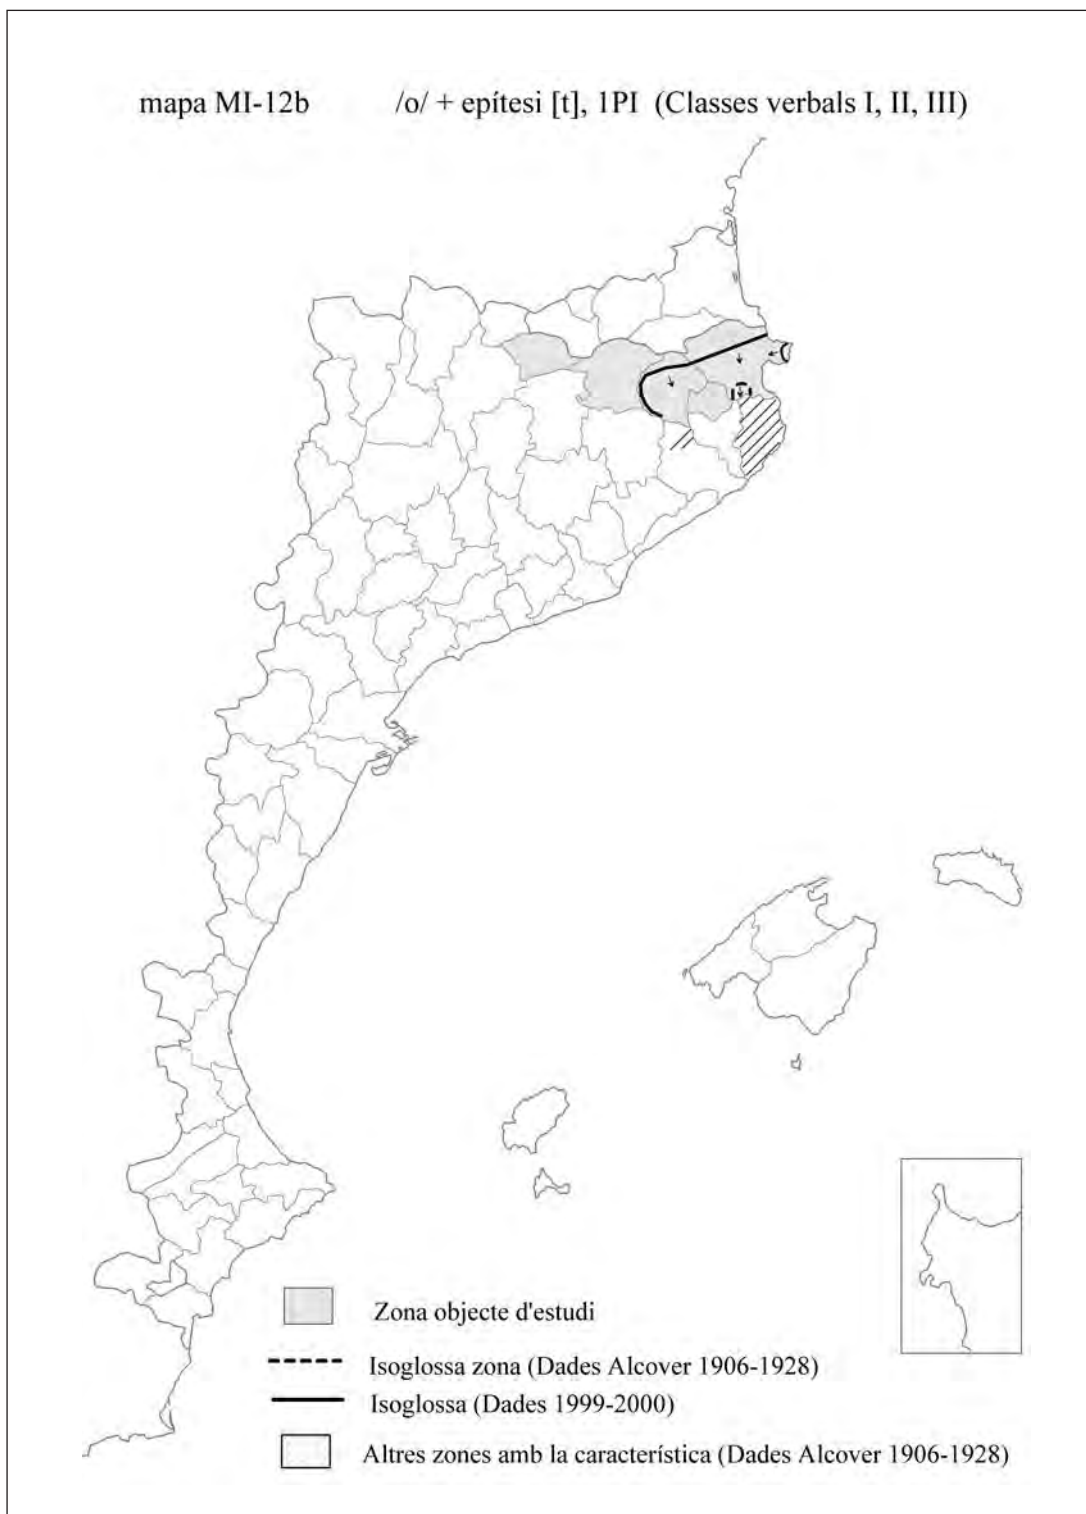 mapa MI-12b /o/ + epítesi [t], 1PI (Classes verbals I, II, III)
Zona objecte d'estudi
Isoglossa zona (Dades Alcover 1906-1928)
Isoglossa (Dades 1999-2000)
Altres zones amb la característica (Dades Alcover 1906-1928)